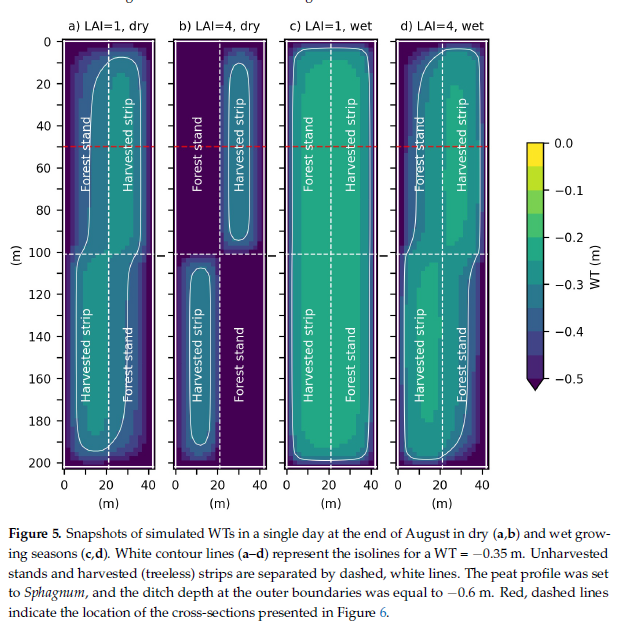 a) LAI=1, dry
b) LAI=4, dry
c) LAI=1, wet
d) LAI=4, wet
0
20
40
60
80
100
120
140
160
180
200
(m)
Forest stand
Harvested strip
Harvested strip
Forest stand
Forest stand
Harvested strip
Harvested strip
Forest stand
Forest stand
Harvested strip
Harvested strip
Forest stand
Forest stand
Harvested strip
Harvested strip
Forest stand
0 20 40
0 20 40
0 20 40
0 20 40
(m)
(m)
(m)
(m)
0.0
−0.1
−0.2
−0.3
−0.4
−0.5
WT (m)
Figure 5. Snapshots of simulated WTs in a single day at the end of August in dry (a,b) and wet grow-
ing seasons (c,d). White contour lines (a–d) represent the isolines for a WT = −0.35 m. Unharvested
stands and harvested (treeless) strips are separated by dashed, white lines. The peat profile was set
to Sphagnum, and the ditch depth at the outer boundaries was equal to −0.6 m. Red, dashed lines
indicate the location of the cross-sections presented in Figure 6.